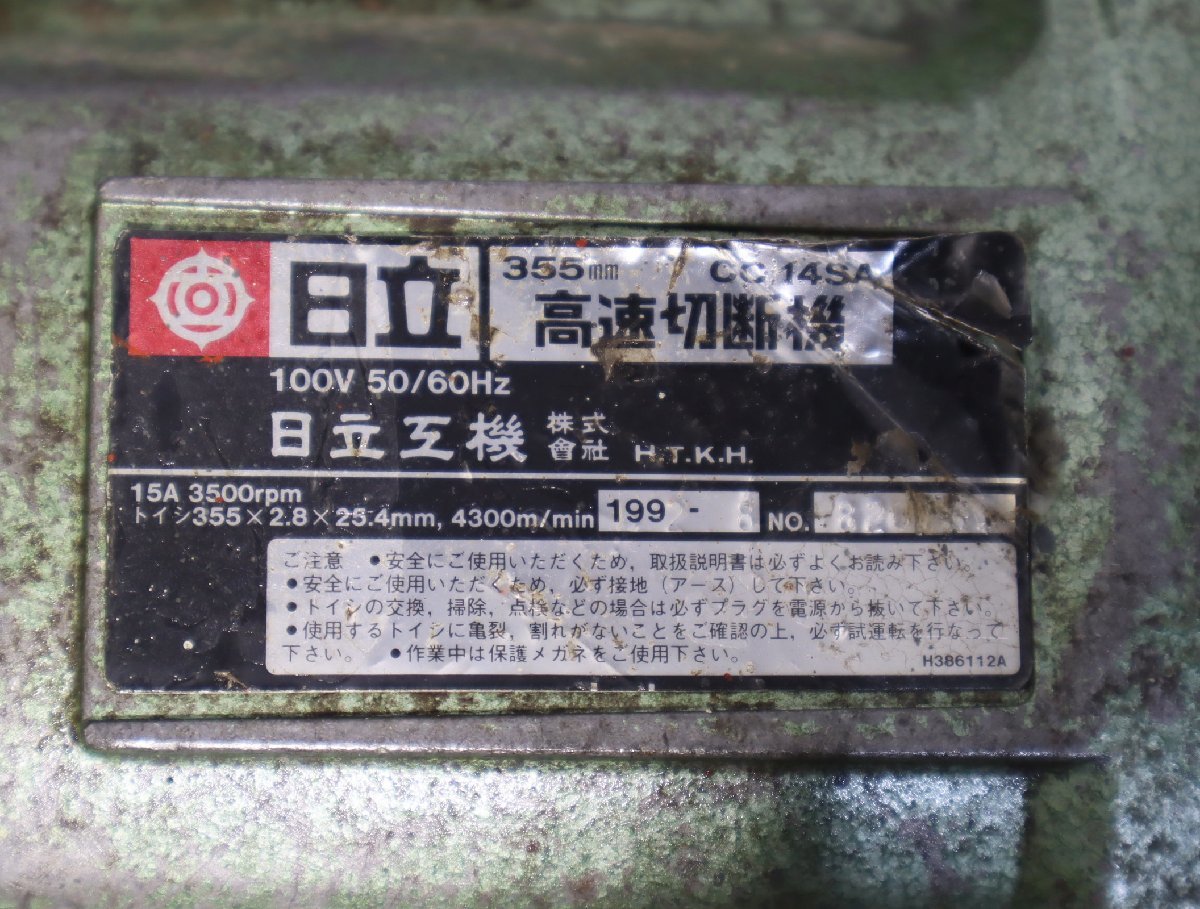 日立
355mm CC 14SA
高速切断機
100V 50/60Hz
日立工機 株式會社 H.T.K.H.
15A 3500rpm
トイシ355×2.8×25.4mm, 4300m/min 199 - 8 NO.
ご注意 ●安全にご使用いただくため，取扱説明書は必ずよくお読み下さい。
●安全にご使用いただくため，必ず接地（アース）して下さい。
●トイシの交換，掃除，点検などの場合は必ずプラグを電源から抜いて下さい。
●使用するトイシに亀裂，割れがないことをご確認の上，必ず試運転を行なって
下さい。 ●作業中は保護メガネをご使用下さい。
H386112A